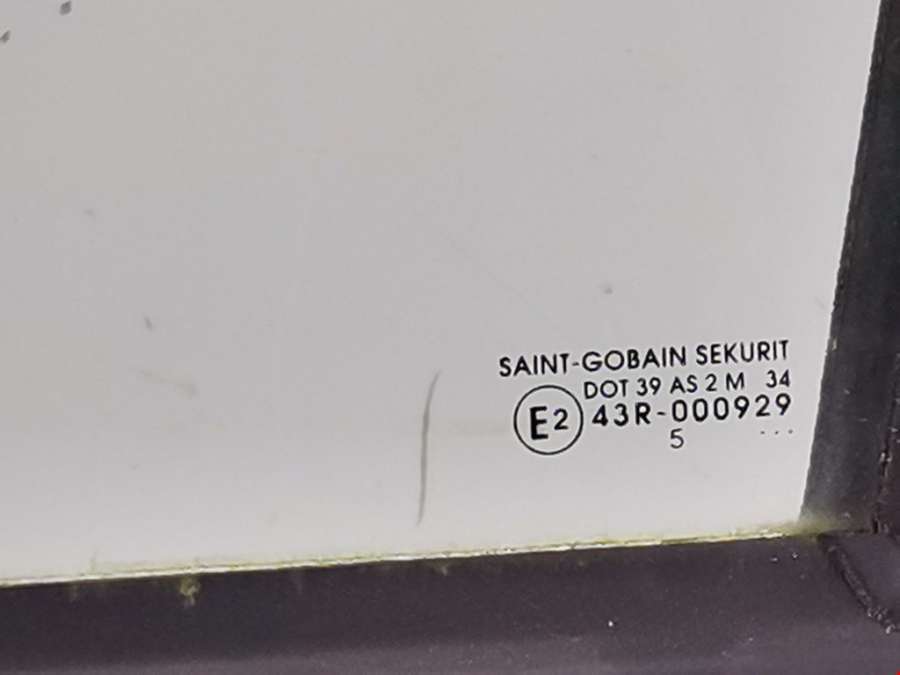 SAINT-GOBAIN SEKURIT
DOT 39 AS 2 M 34
E2 43R-000929
5 ...